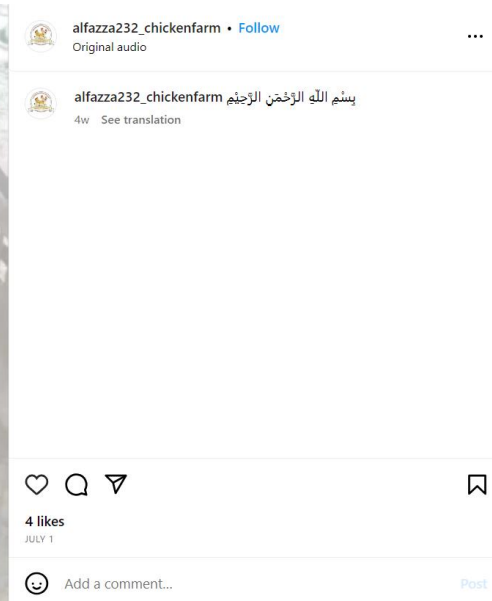 alfazza232_chickenfarm • Follow
Original audio
alfazza232_chickenfarm بِسْمِ اللَّهِ الرَّحْمَنِ الرَّحِيْمِ
4w See translation
4 likes
JULY 1
Add a comment...
Post